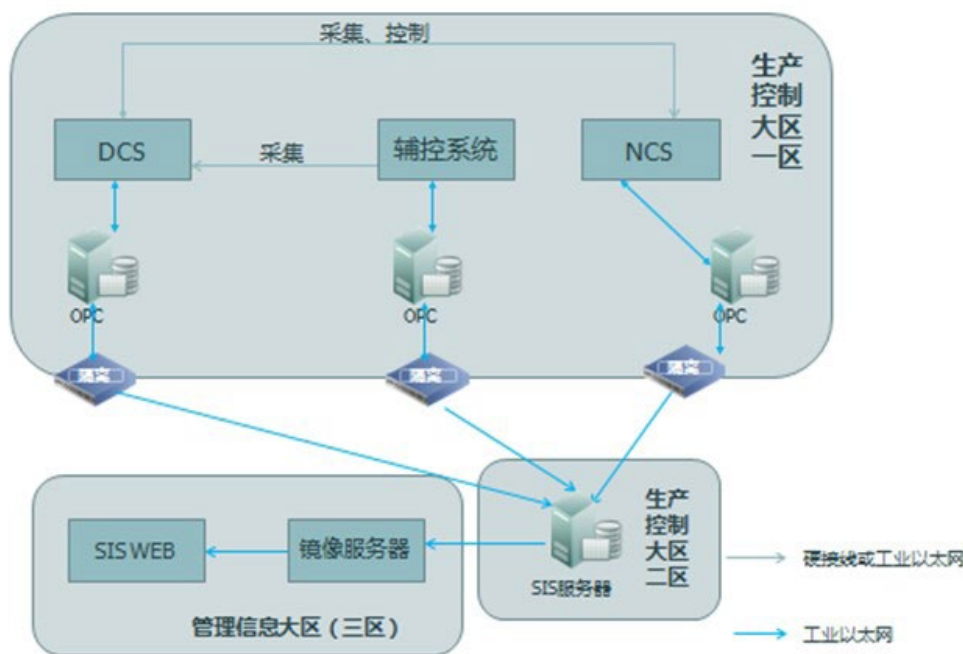 采集、控制
生产
控制
大区
一区
DCS
采集
辅控系统
NCS
OPC
OPC
OPC
隔离
隔离
隔离
SIS WEB
镜像服务器
管理信息大区（三区）
SIS服务器
生产
控制
大区
二区
硬接线或工业以太网
工业以太网